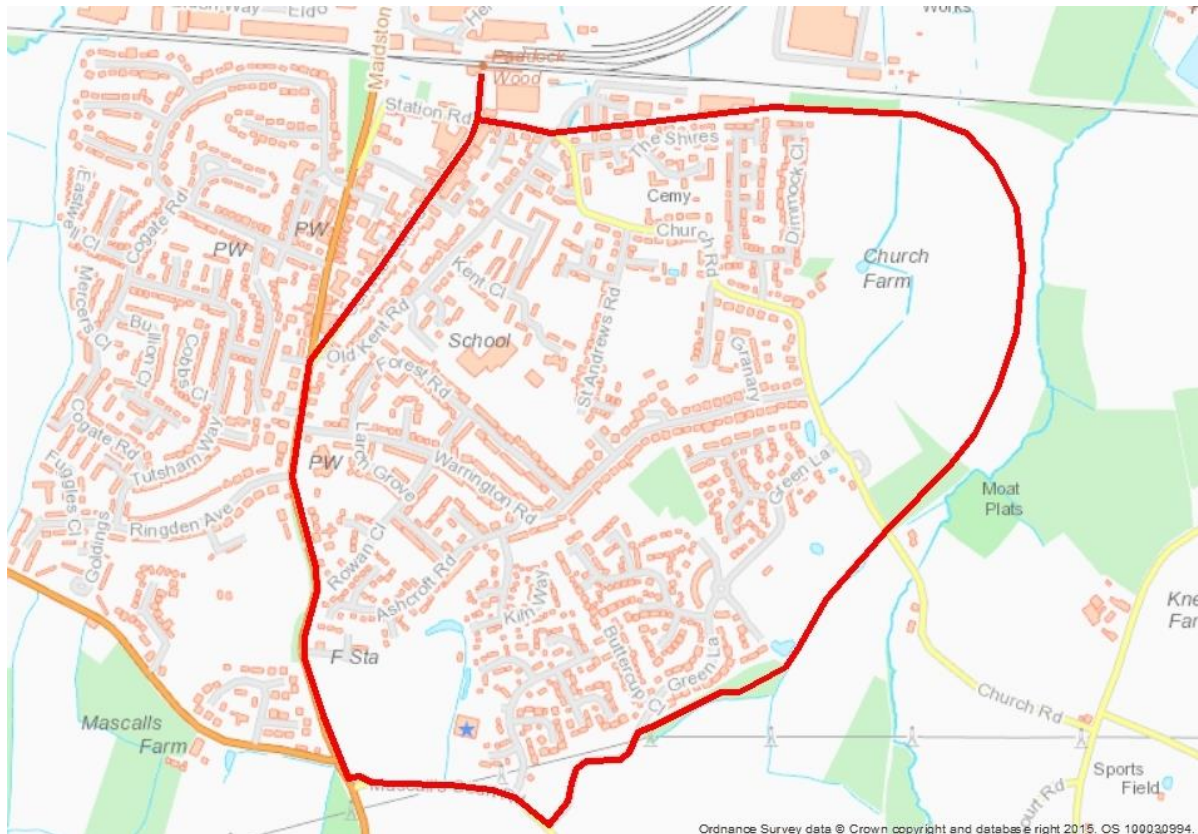 Works
Maidston
Paddock
Wood
Station Rd
The Shires
Cemy
Dimmock Cl
Eastwell Cl
Cogate Rd
PW
PW
Church Rd
Church
Farm
Mercers Cl
Kent Cl
Bullion Cl
Cobbs Cl
Old Kent Rd
School
St Andrews Rd
Granary
Forest Rd
Cogate Rd
Tutsham Way
Larch Grove
PW
Warrington Rd
Green La
Fuggles Cl
Goldings
Ringden Ave
Moat
Plats
Rowan Cl
Ashcroft Rd
Kiln Way
F Sta
Buttercup Cl
Green La
Church Rd
Mascalls
Farm
Sports
Field
Ordnance Survey data © Crown copyright and database right 2015. OS 100030994.